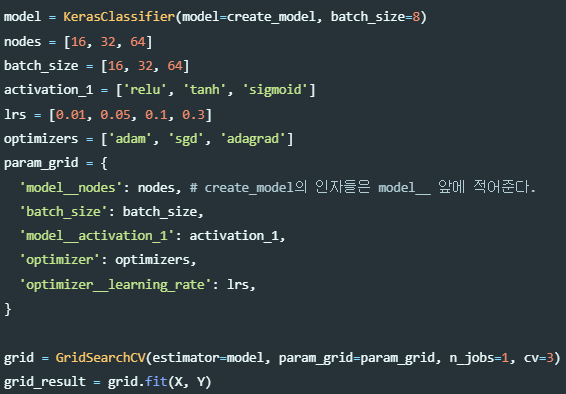 model = KerasClassifier(model=create_model, batch_size=8)
nodes = [16, 32, 64]
batch_size = [16, 32, 64]
activation_1 = ['relu', 'tanh', 'sigmoid']
lrs = [0.01, 0.05, 0.1, 0.3]
optimizers = ['adam', 'sgd', 'adagrad']
param_grid = {
  'model__nodes': nodes, # create_model의 인자들은 model__ 앞에 적어준다.
  'batch_size': batch_size,
  'model__activation_1': activation_1,
  'optimizer': optimizers,
  'optimizer__learning_rate': lrs,
}
grid = GridSearchCV(estimator=model, param_grid=param_grid, n_jobs=1, cv=3)
grid_result = grid.fit(X, Y)